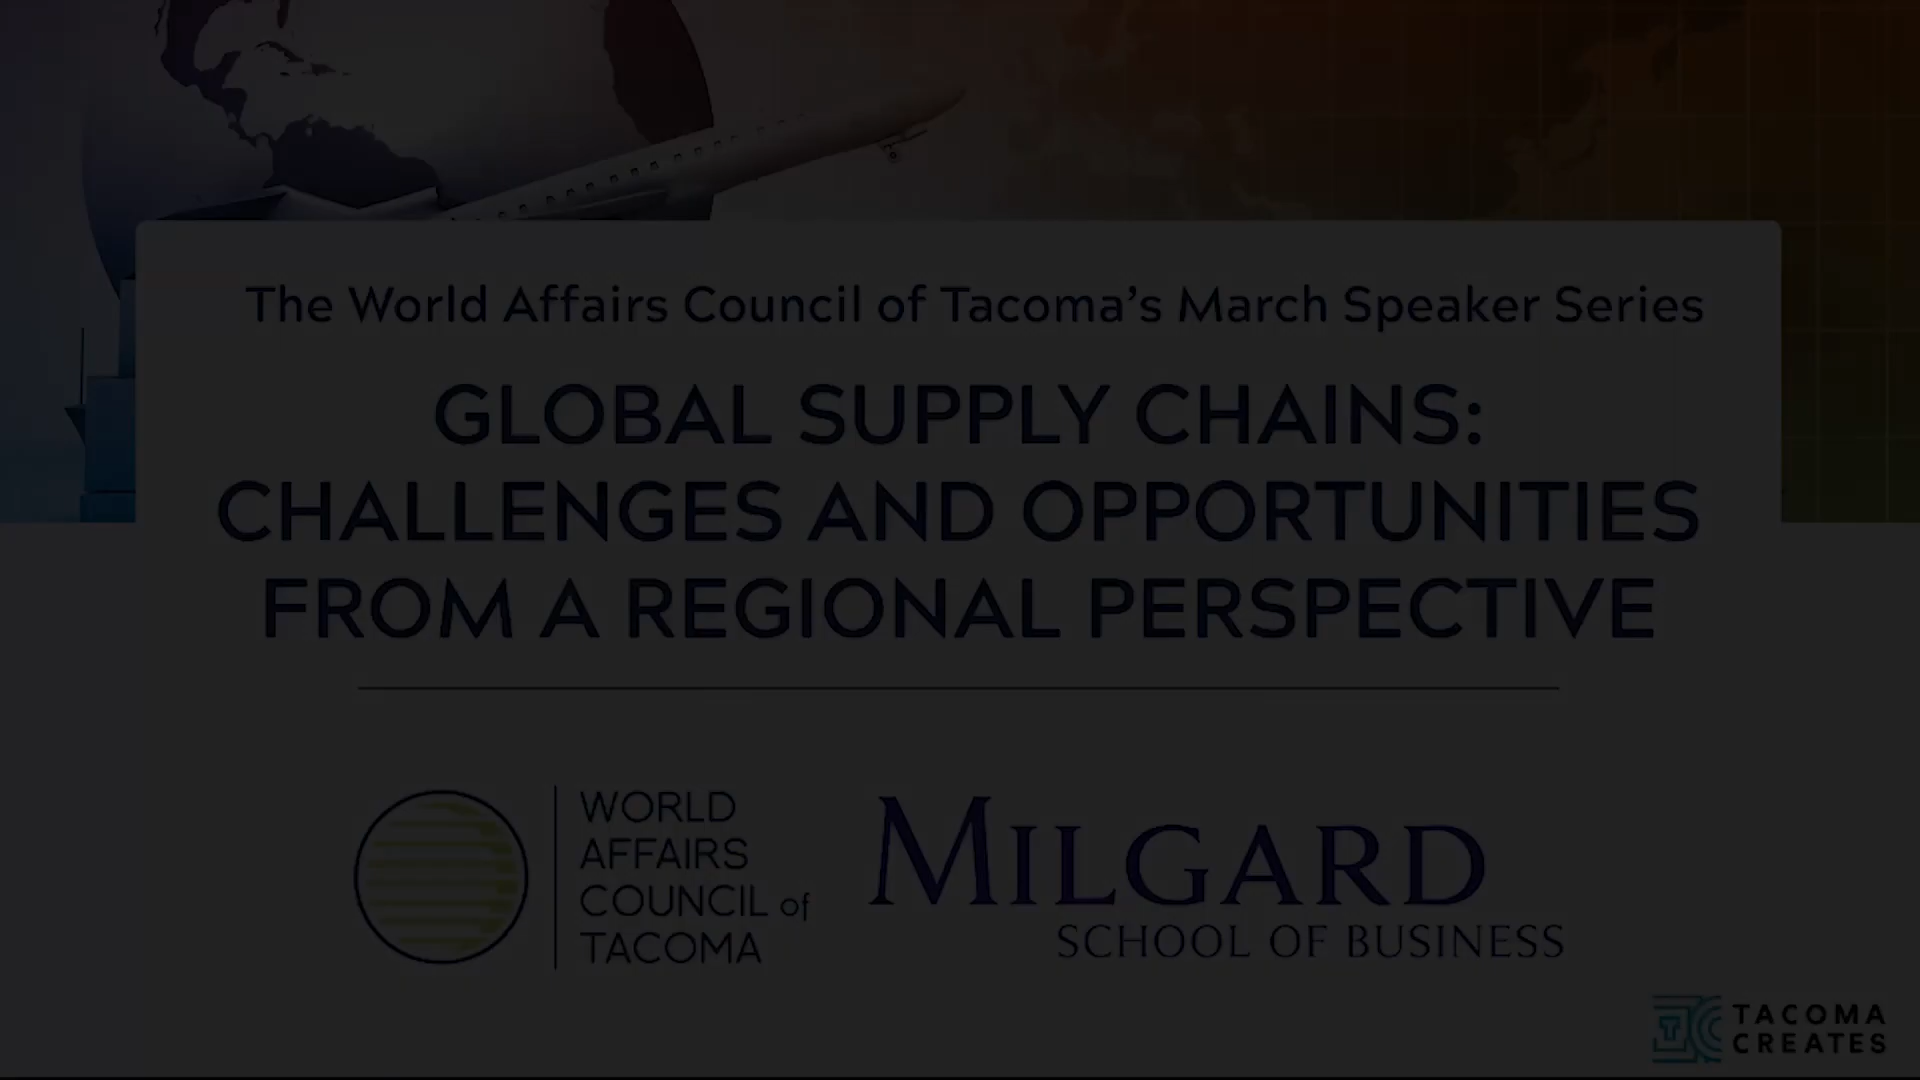 The World Affairs Council of Tacoma’s March Speaker Series
GLOBAL SUPPLY CHAINS:
CHALLENGES AND OPPORTUNITIES
FROM A REGIONAL PERSPECTIVE
WORLD
AFFAIRS
COUNCIL of
TACOMA
MILGARD
SCHOOL OF BUSINESS
TACOMA
CREATES